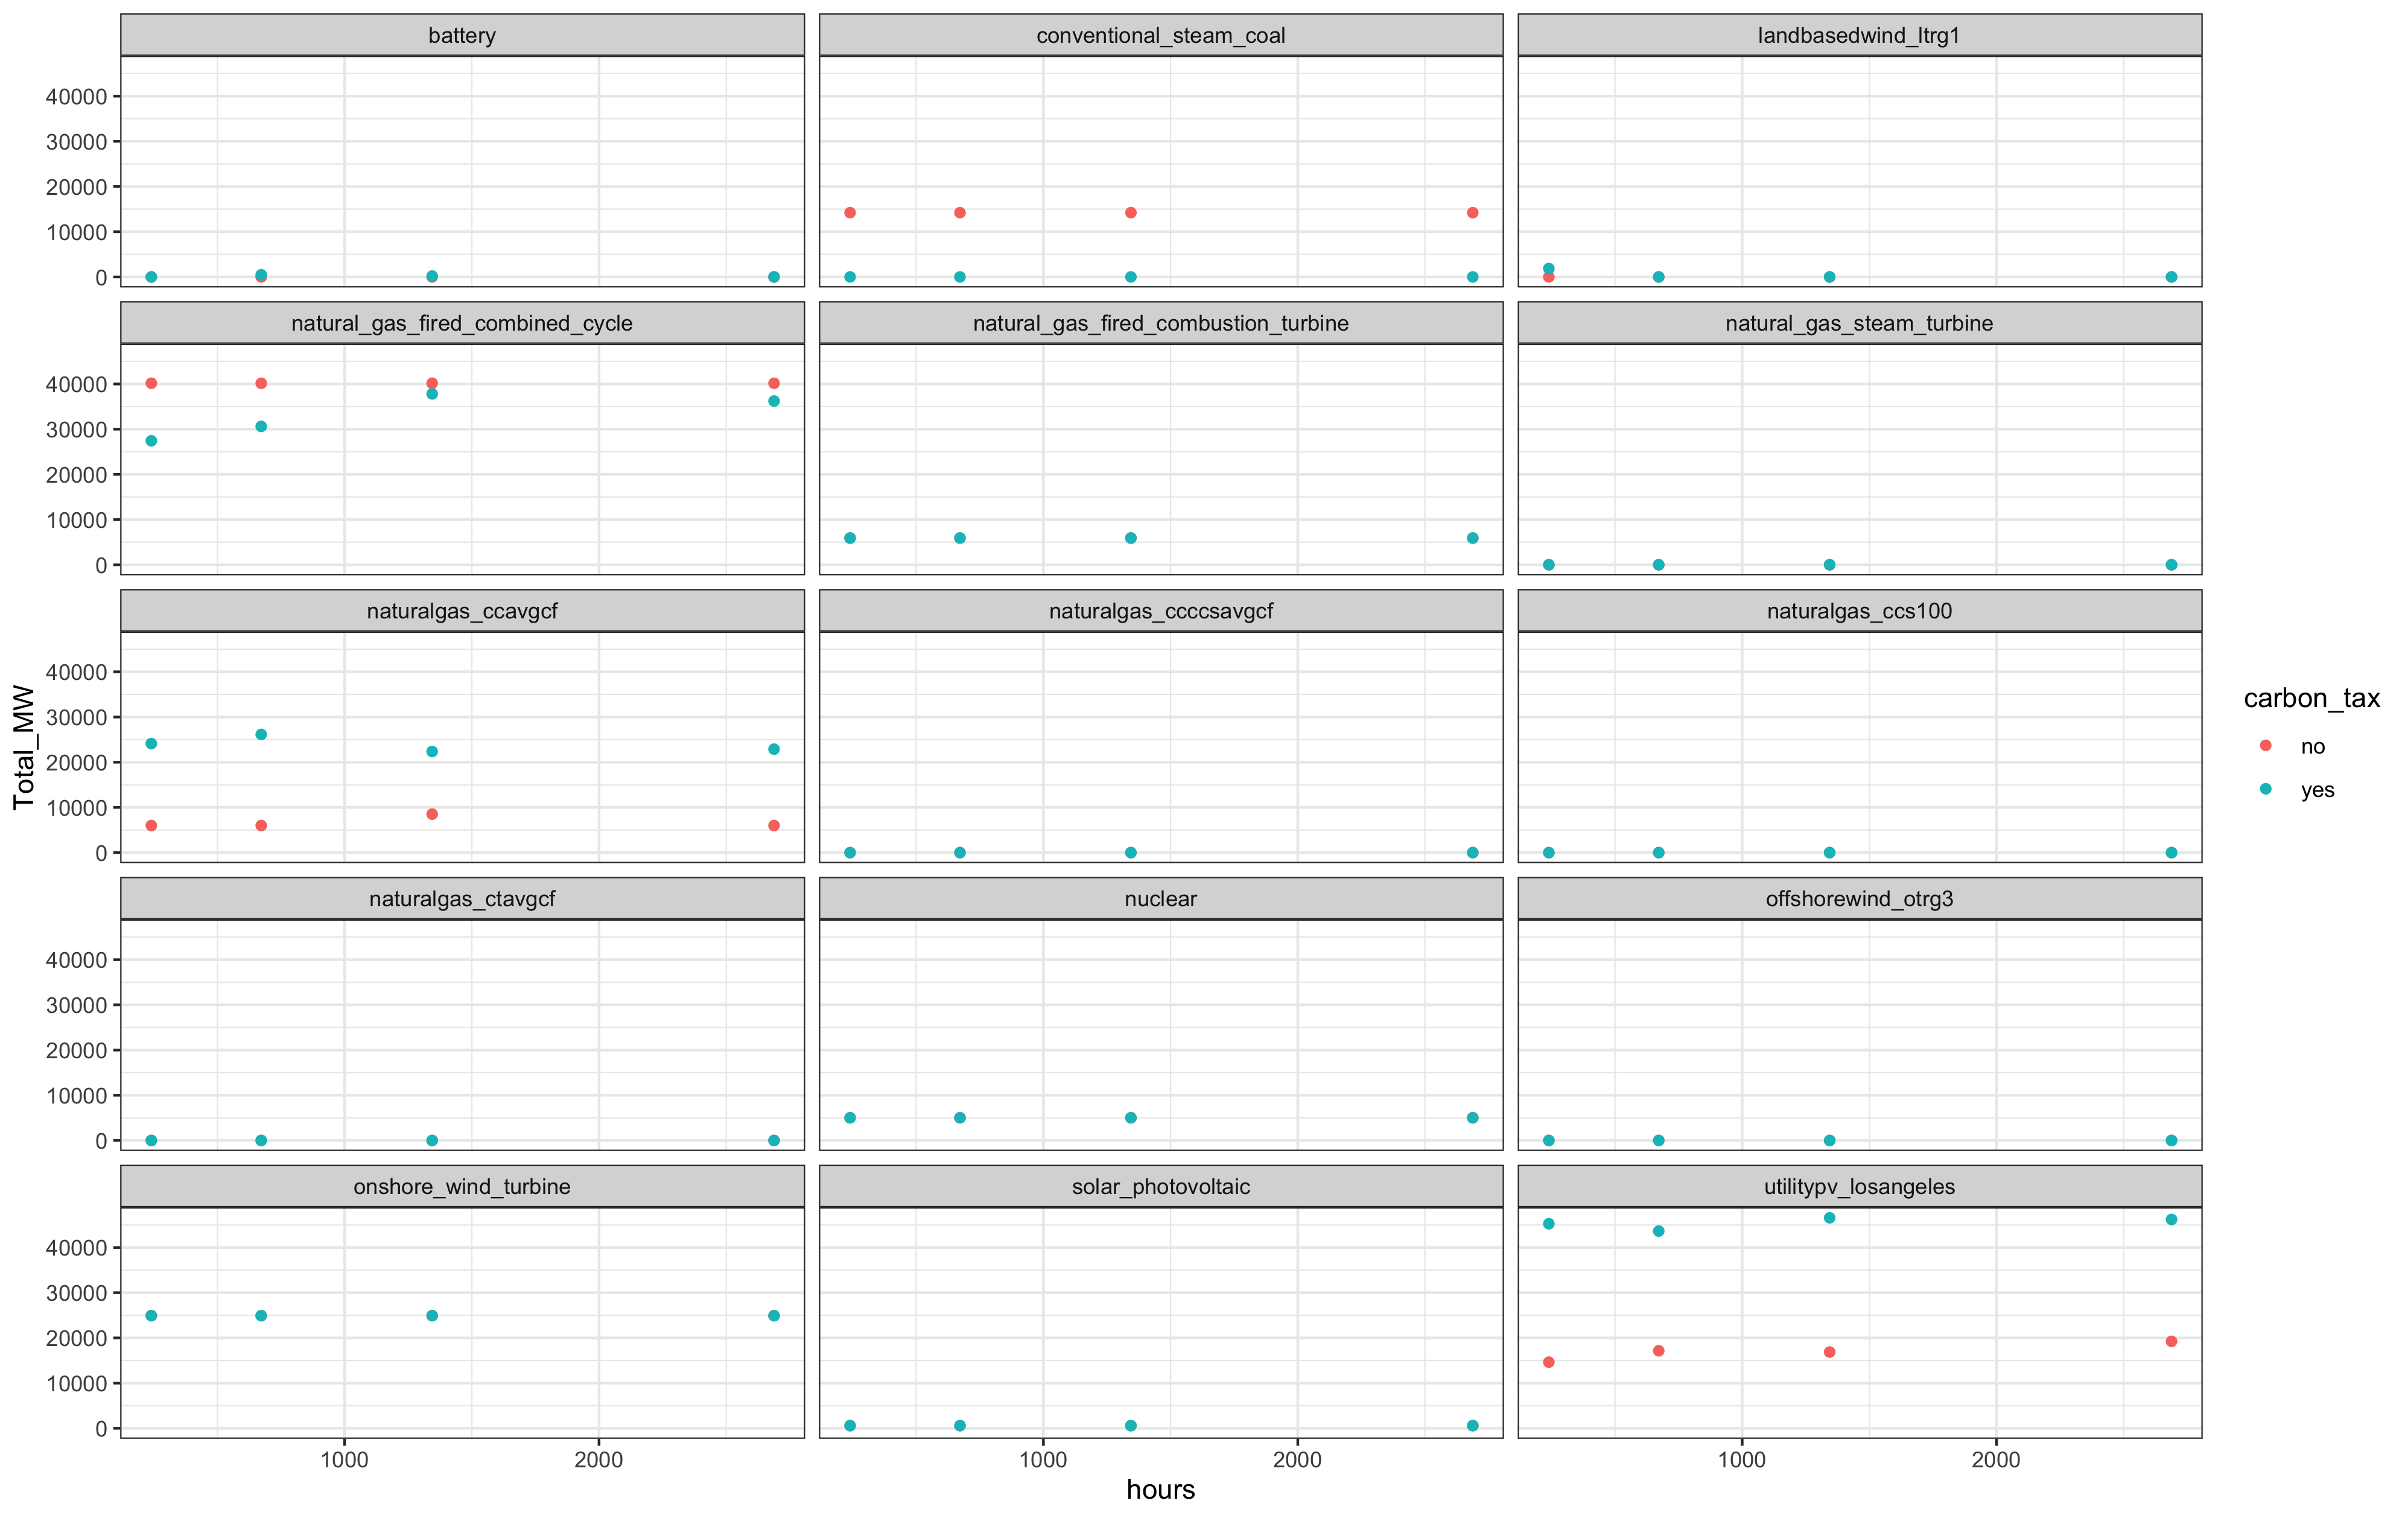 battery
conventional_steam_coal
landbasedwind_ltrg1
40000
30000
20000
10000
0
natural_gas_fired_combined_cycle
natural_gas_fired_combustion_turbine
natural_gas_steam_turbine
40000
30000
20000
10000
0
naturalgas_ccavgcf
naturalgas_ccccsavgcf
naturalgas_ccs100
40000
30000
20000
10000
0
naturalgas_ctavgcf
nuclear
offshorewind_otrg3
40000
30000
20000
10000
0
onshore_wind_turbine
solar_photovoltaic
utilitypv_losangeles
40000
30000
20000
10000
0
1000
2000
1000
2000
1000
2000
hours
Total_MW
carbon_tax
no
yes